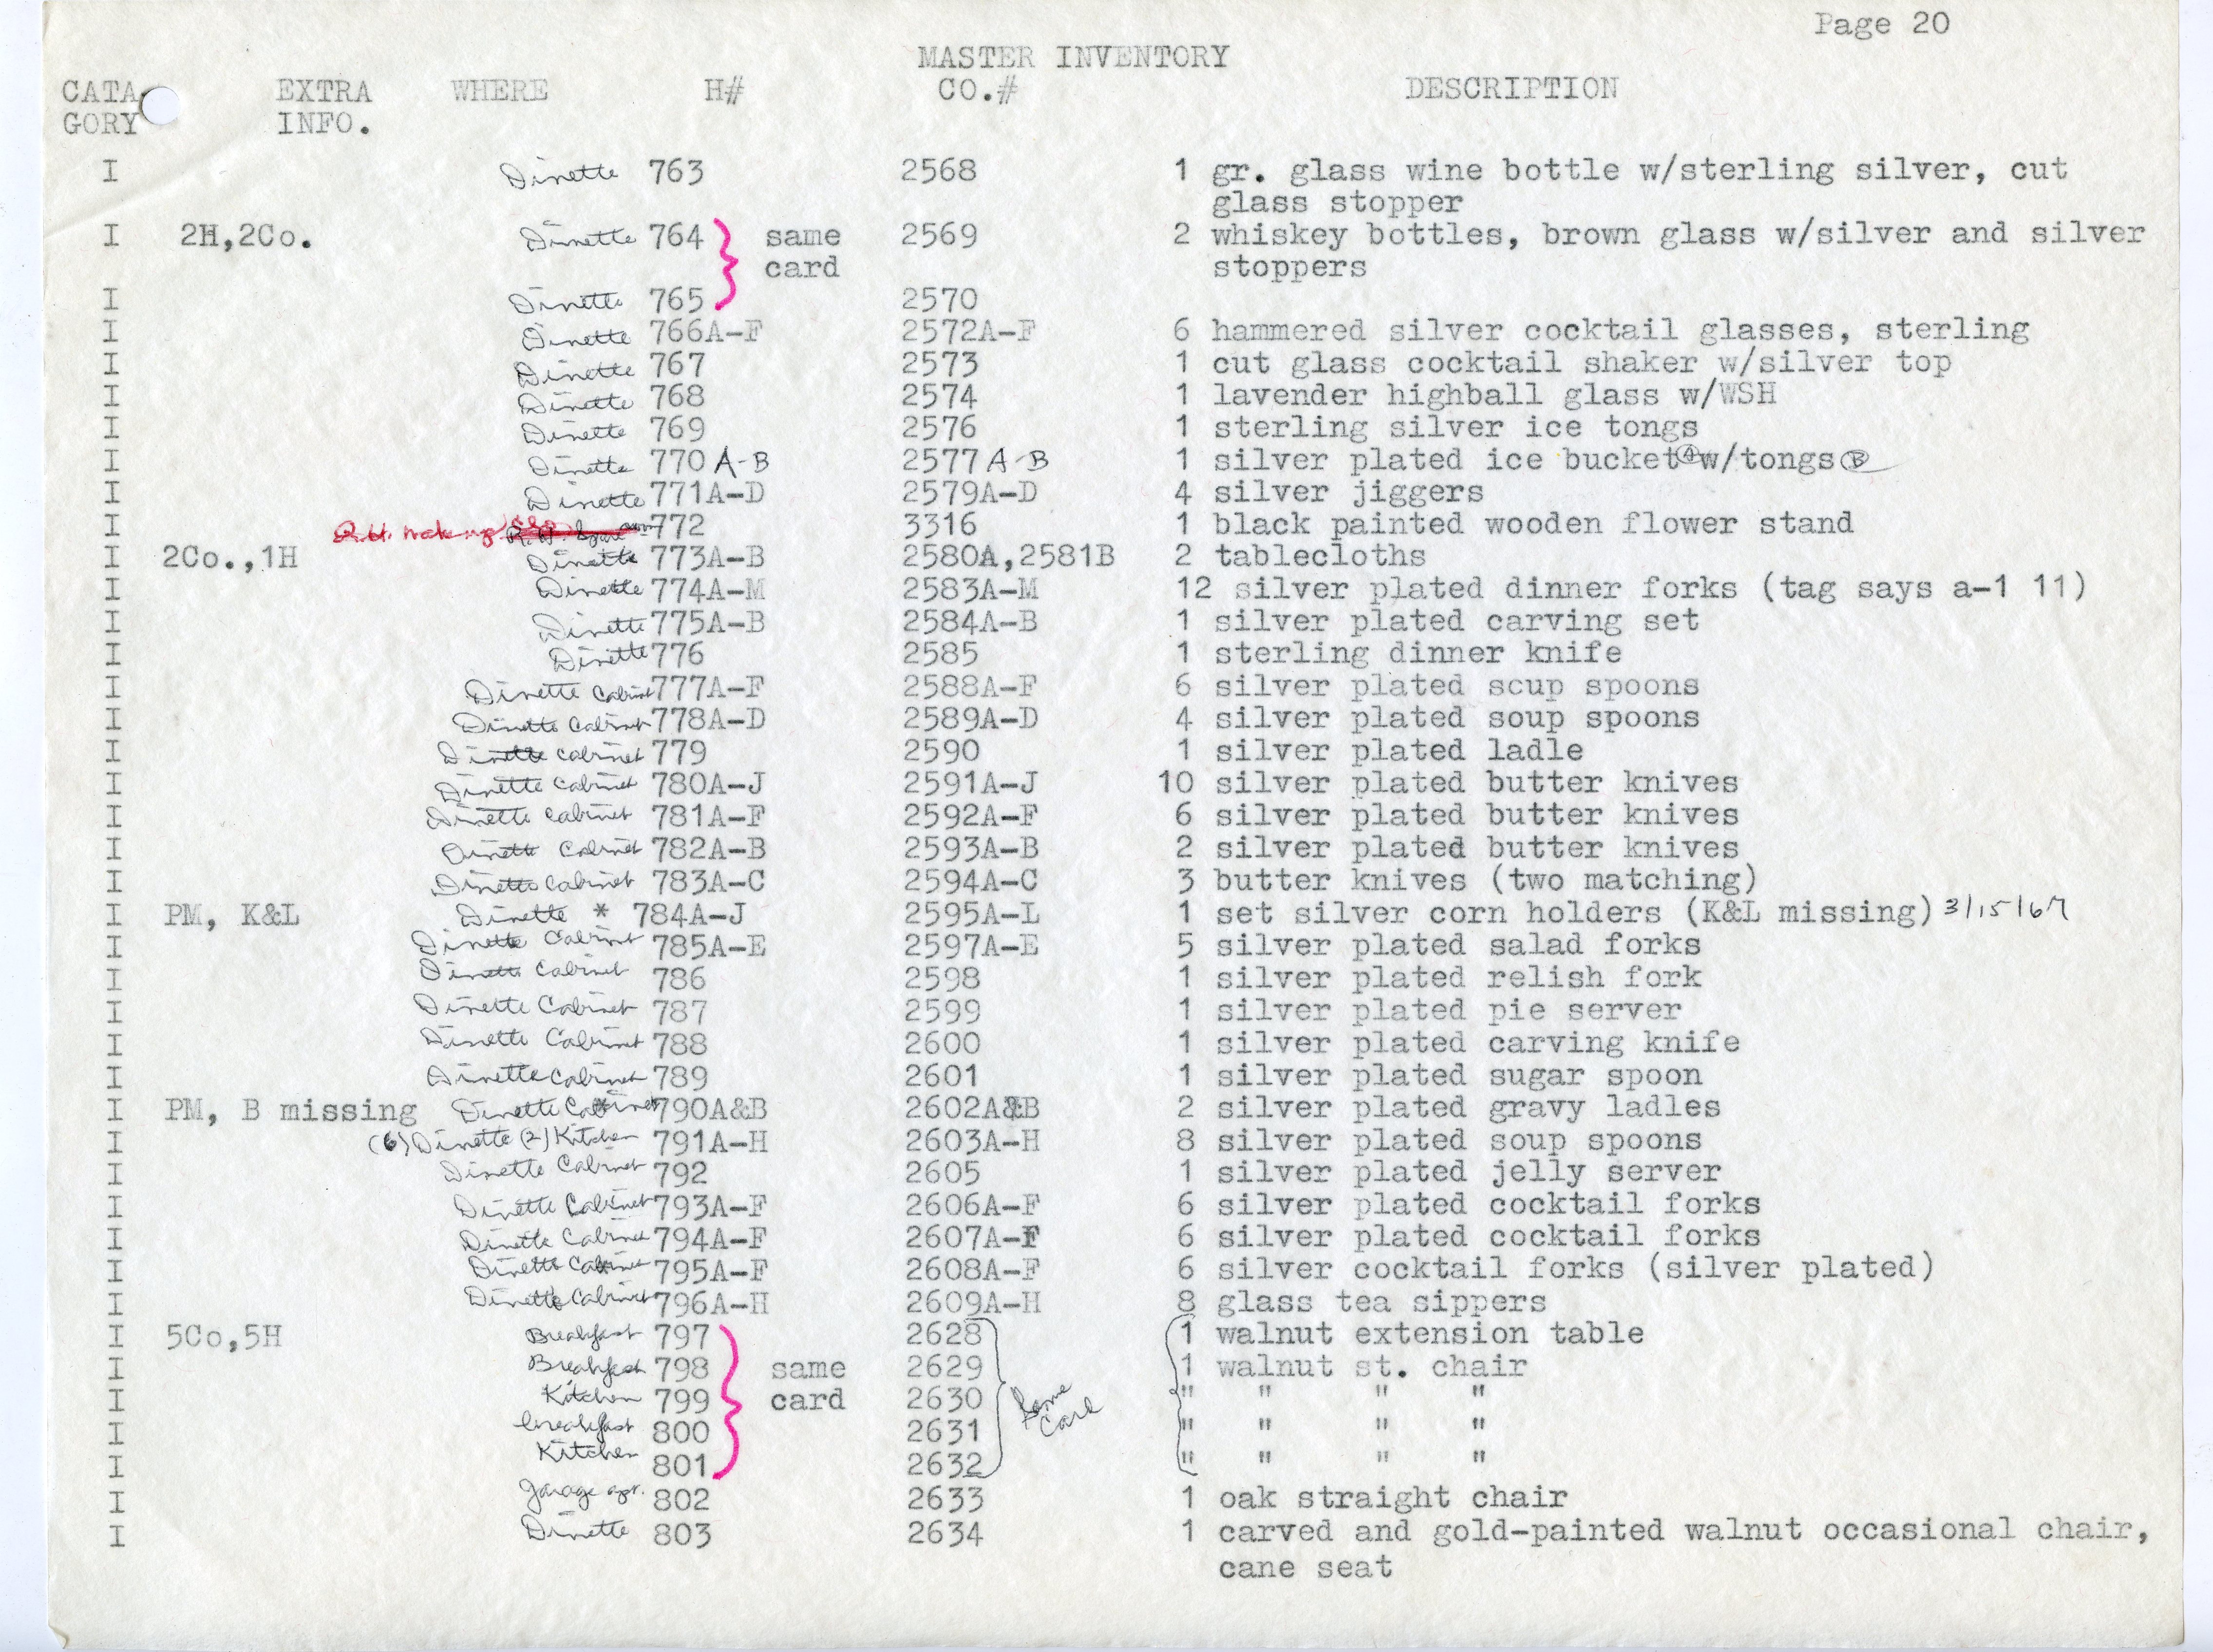 Page 20
MASTER INVENTORY
CATA- EXTRA WHERE H# CO.# DESCRIPTION
GORY INFO.
I Dinette 763 2568 1 gr. glass wine bottle w/sterling silver, cut
glass stopper
I 2H,2Co. Dinette 764 same 2569 2 whiskey bottles, brown glass w/silver and silver
card stoppers
I Dinette 765 2570
I Dinette 766A-F 2572A-F 6 hammered silver cocktail glasses, sterling
I Dinette 767 2573 1 cut glass cocktail shaker w/silver top
I Dinette 768 2574 1 lavender highball glass w/WSH
I Dinette 769 2576 1 sterling silver ice tongs
I Dinette 770 A-B 2577 A-B 1 silver plated ice bucket (A) w/tongs (B)
I Dinette 771A-D 2579A-D 4 silver jiggers
I 772 3316 1 black painted wooden flower stand
I 2Co.,1H Dinette 773A-B 2580A,2581B 2 tablecloths
I Dinette 774A-M 2583A-M 12 silver plated dinner forks (tag says a-1 11)
I Dinette 775A-B 2584A-B 1 silver plated carving set
I Dinette 776 2585 1 sterling dinner knife
I Dinette Cabinet 777A-F 2588A-F 6 silver plated scup spoons
I Dinette Cabinet 778A-D 2589A-D 4 silver plated soup spoons
I Dinette cabinet 779 2590 1 silver plated ladle
I Dinette cabinet 780A-J 2591A-J 10 silver plated butter knives
I Dinette cabinet 781A-F 2592A-F 6 silver plated butter knives
I Dinette cabinet 782A-B 2593A-B 2 silver plated butter knives
I Dinette cabinet 783A-C 2594A-C 3 butter knives (two matching)
I PM, K&L Dinette * 784A-J 2595A-L 1 set silver corn holders (K&L missing) 3/15/67
I Dinette Cabinet 785A-E 2597A-E 5 silver plated salad forks
I Dinette Cabinet 786 2598 1 silver plated relish fork
I Dinette Cabinet 787 2599 1 silver plated pie server
I Dinette Cabinet 788 2600 1 silver plated carving knife
I Dinette cabinet 789 2601 1 silver plated sugar spoon
I PM, B missing Dinette Cabinet * 790A&B 2602A&B 2 silver plated gravy ladles
I (6) Dinette (2) Kitchen 791A-H 2603A-H 8 silver plated soup spoons
I Dinette Cabinet 792 2605 1 silver plated jelly server
I Dinette Cabinet 793A-F 2606A-F 6 silver plated cocktail forks
I Dinette Cabinet 794A-F 2607A-F 6 silver plated cocktail forks
I Dinette Cabinet 795A-F 2608A-F 6 silver cocktail forks (silver plated)
I Dinette Cabinet 796A-H 2609A-H 8 glass tea sippers
I 5Co,5H Breakfast 797 2628 1 walnut extension table
I Breakfast 798 same 2629 1 walnut st. chair
I Kitchen 799 card 2630 Same " " " "
I breakfast 800 2631 Card " " " "
I Kitchen 801 2632 " " " "
I garage apt. 802 2633 1 oak straight chair
I Dinette 803 2634 1 carved and gold-painted walnut occasional chair,
cane seat